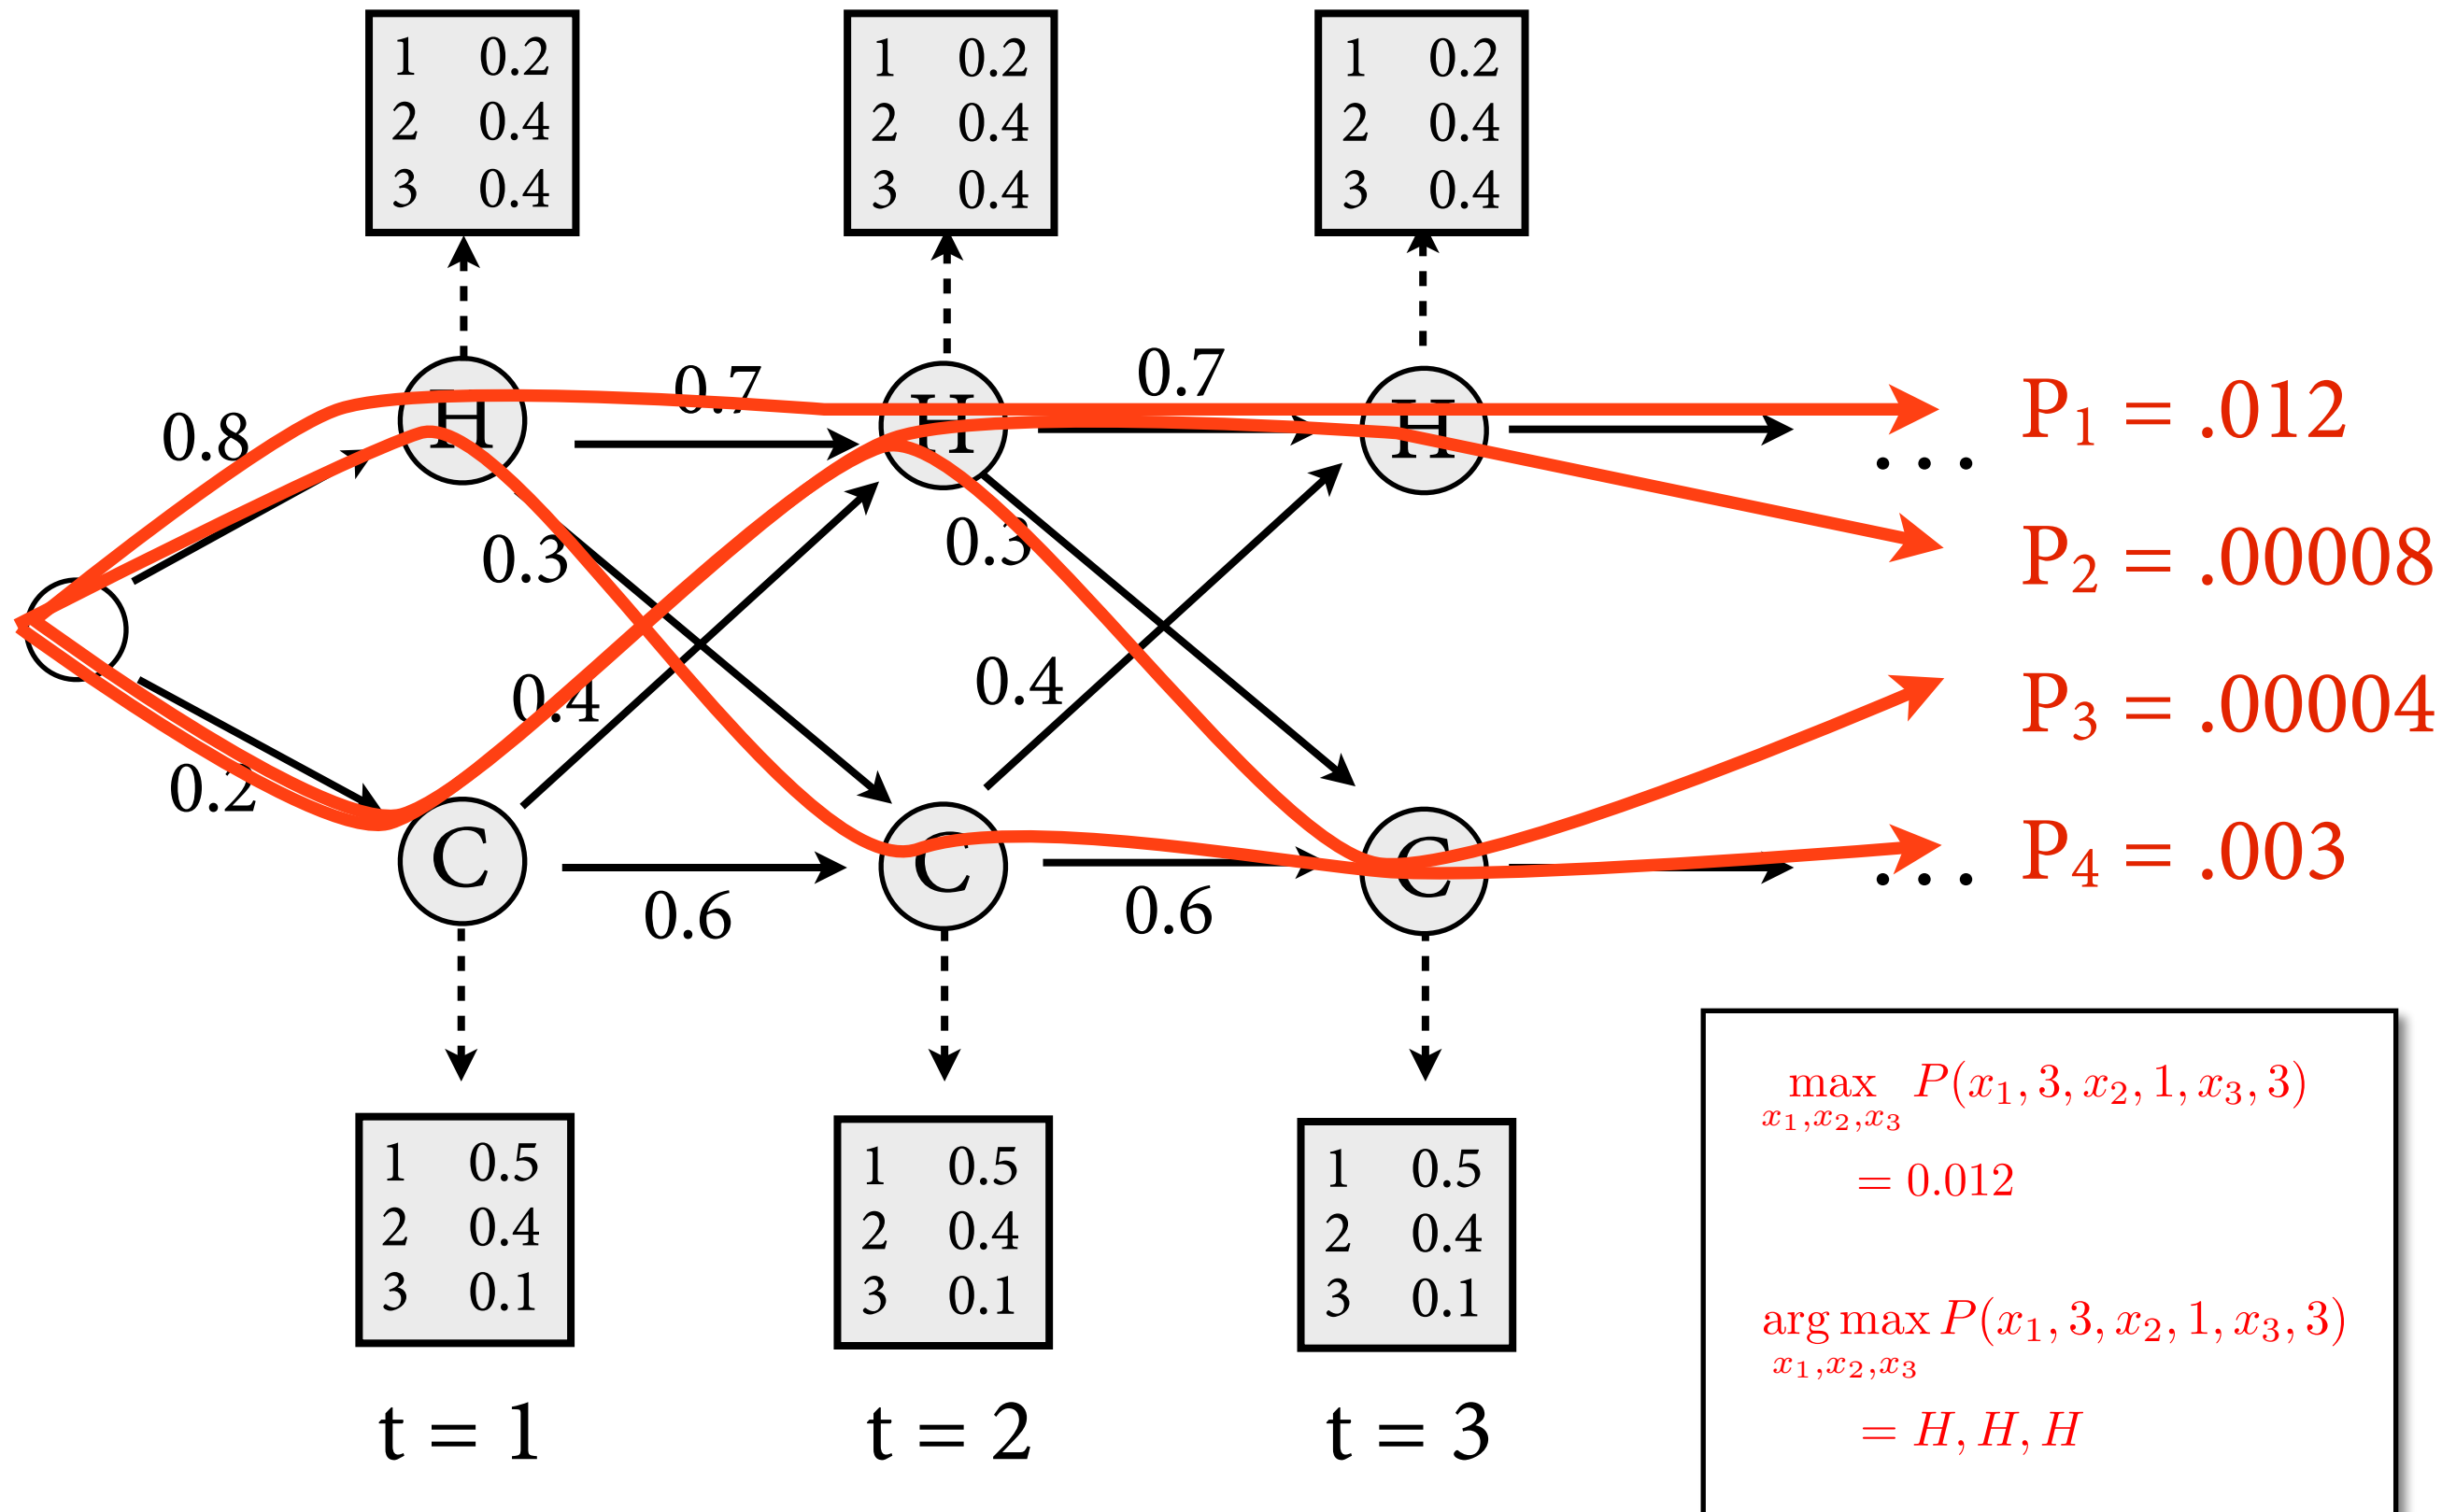 1 0.2
2 0.4
3 0.4
1 0.2
2 0.4
3 0.4
1 0.2
2 0.4
3 0.4
0.8
H
0.7
H
0.7
H
...
P1 = .012
0.3
0.3
P2 = .00008
0.4
0.4
P3 = .00004
0.2
C
0.6
C
0.6
C
...
P4 = .003
1 0.5
2 0.4
3 0.1
1 0.5
2 0.4
3 0.1
1 0.5
2 0.4
3 0.1
t = 1
t = 2
t = 3
max P(x1, 3, x2, 1, x3, 3)
x1,x2,x3
= 0.012
arg max P(x1, 3, x2, 1, x3, 3)
x1,x2,x3
= H, H, H